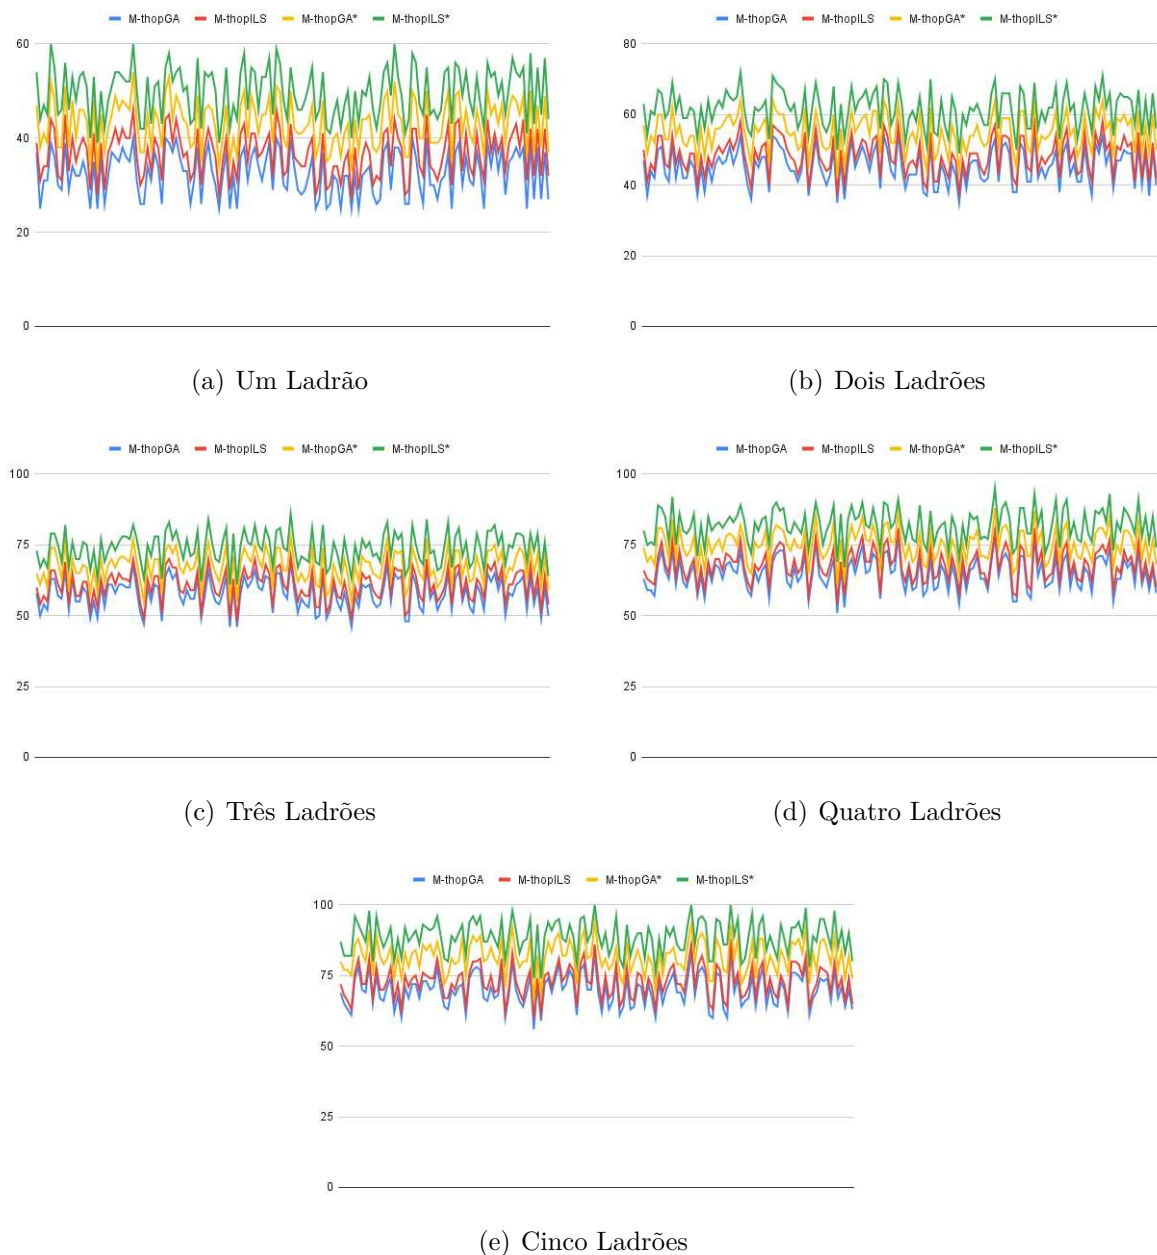 M-thopGA M-thopILS M-thopGA* M-thopILS*
60
40
20
0
(a) Um Ladrão
M-thopGA M-thopILS M-thopGA* M-thopILS*
80
60
40
20
0
(b) Dois Ladrões
M-thopGA M-thopILS M-thopGA* M-thopILS*
100
75
50
25
0
(c) Três Ladrões
M-thopGA M-thopILS M-thopGA* M-thopILS*
100
75
50
25
0
(d) Quatro Ladrões
M-thopGA M-thopILS M-thopGA* M-thopILS*
100
75
50
25
0
(e) Cinco Ladrões